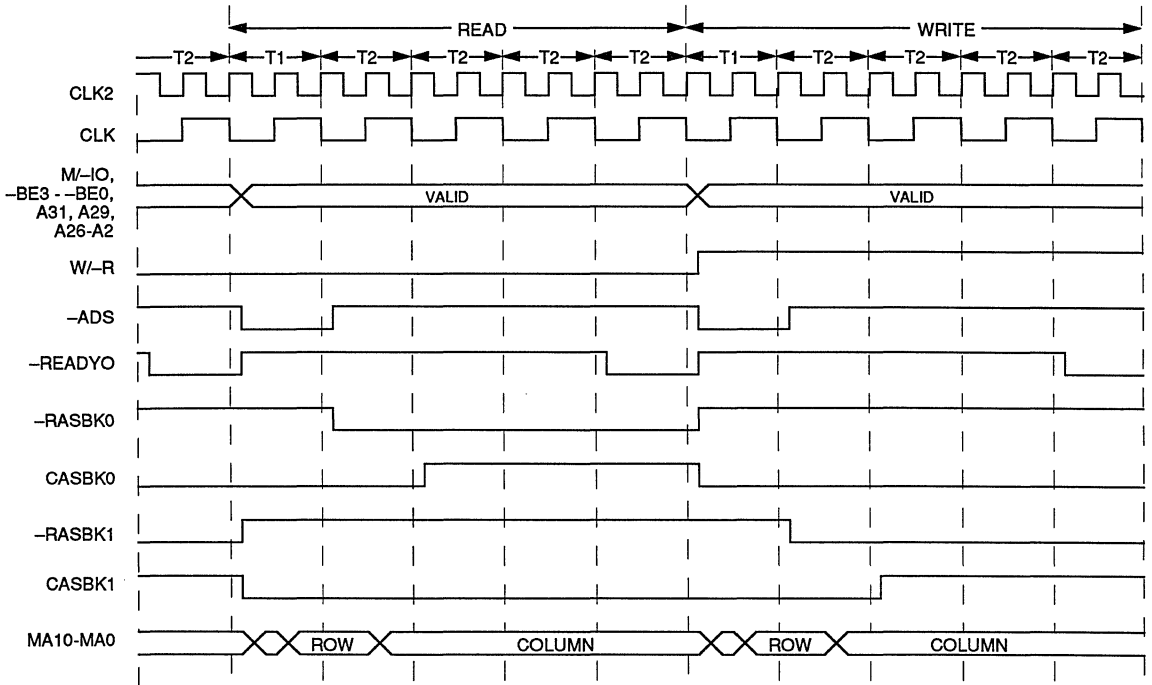 READ WRITE
T2 T1 T2 T2 T2 T2 T1 T2 T2 T2 T2
CLK2
CLK
M/–IO,
–BE3 - –BE0,
A31, A29,
A26-A2
VALID VALID
W/–R
–ADS
–READYO
–RASBK0
CASBK0
–RASBK1
CASBK1
MA10-MA0 ROW COLUMN ROW COLUMN